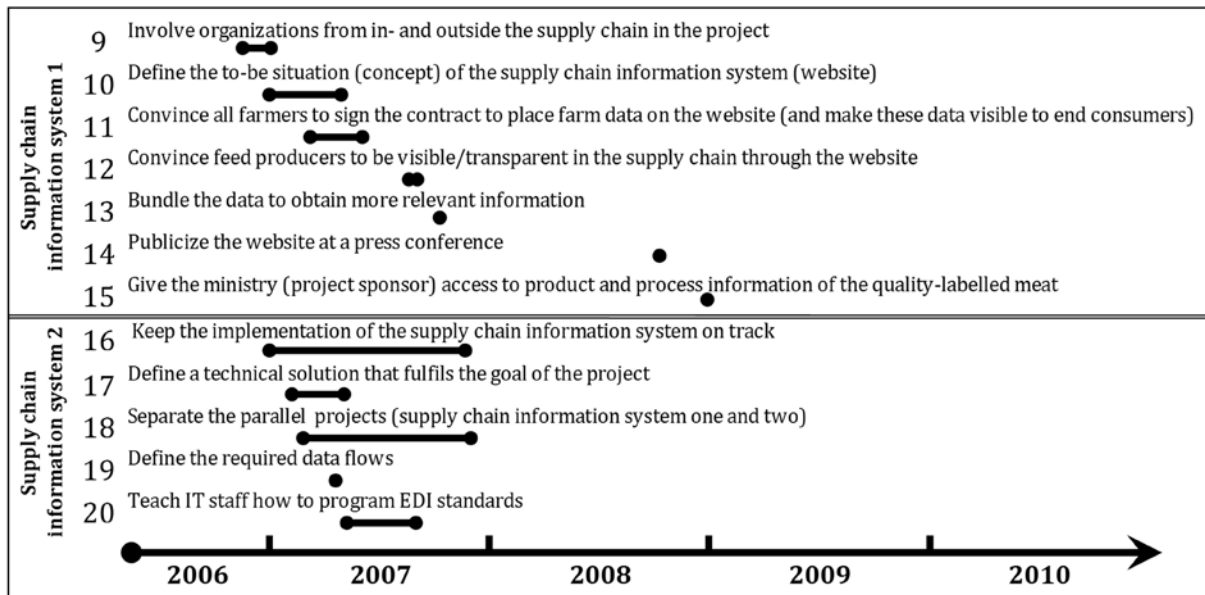 Supply chain
information system 1
9 Involve organizations from in- and outside the supply chain in the project
10 Define the to-be situation (concept) of the supply chain information system (website)
11 Convince all farmers to sign the contract to place farm data on the website (and make these data visible to end consumers)
12 Convince feed producers to be visible/transparent in the supply chain through the website
13 Bundle the data to obtain more relevant information
14 Publicize the website at a press conference
15 Give the ministry (project sponsor) access to product and process information of the quality-labelled meat
Supply chain
information system 2
16 Keep the implementation of the supply chain information system on track
17 Define a technical solution that fulfils the goal of the project
18 Separate the parallel projects (supply chain information system one and two)
19 Define the required data flows
20 Teach IT staff how to program EDI standards
2006 2007 2008 2009 2010